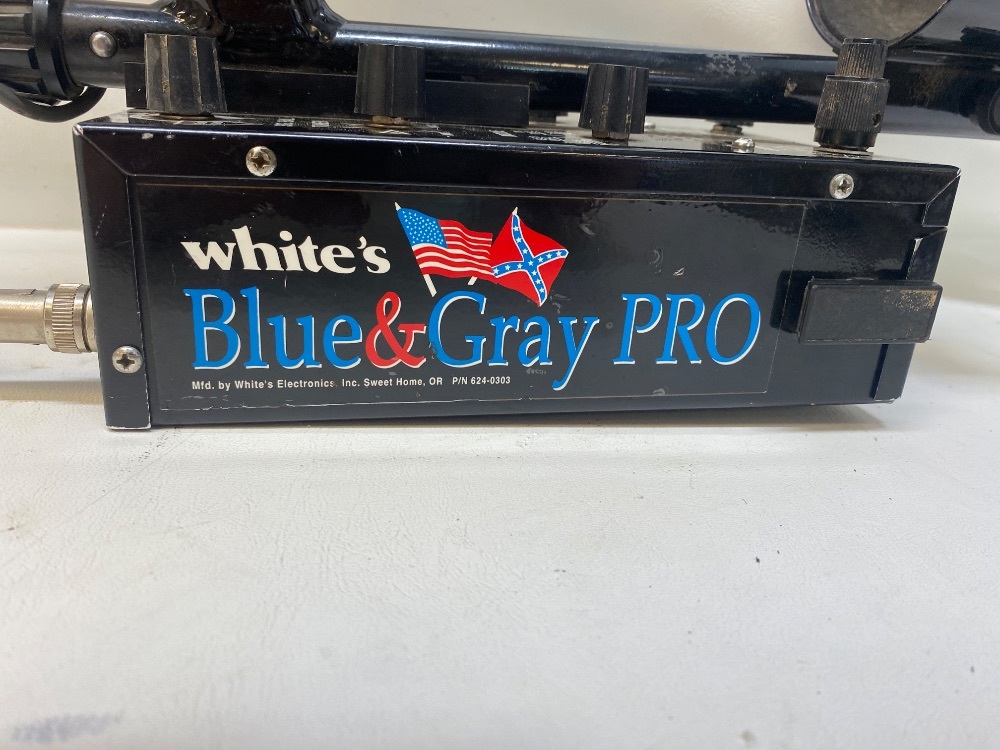 white's
Blue&Gray PRO
Mfd. by White's Electronics, Inc. Sweet Home, OR P/N 624-0303